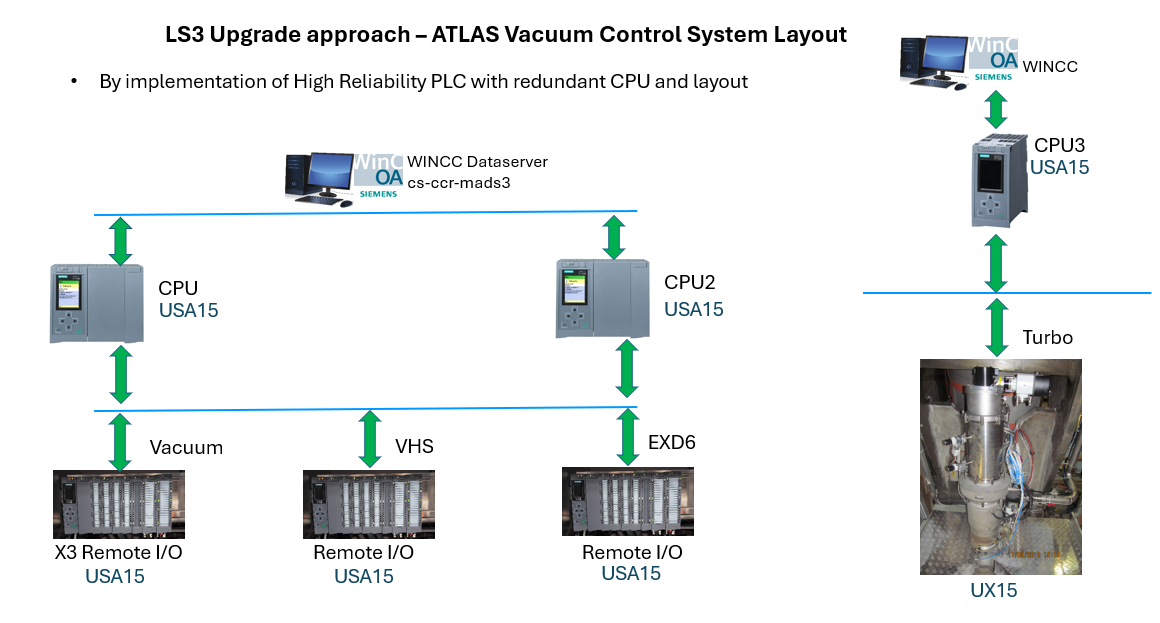 LS3 Upgrade approach – ATLAS Vacuum Control System Layout
• By implementation of High Reliability PLC with redundant CPU and layout
WinC
OA
SIEMENS
WINCC
CPU3
USA15
WinC
OA
SIEMENS
WINCC Dataserver
cs-ccr-mads3
CPU
USA15
CPU2
USA15
Turbo
Vacuum
VHS
EXD6
X3 Remote I/O
USA15
Remote I/O
USA15
Remote I/O
USA15
UX15